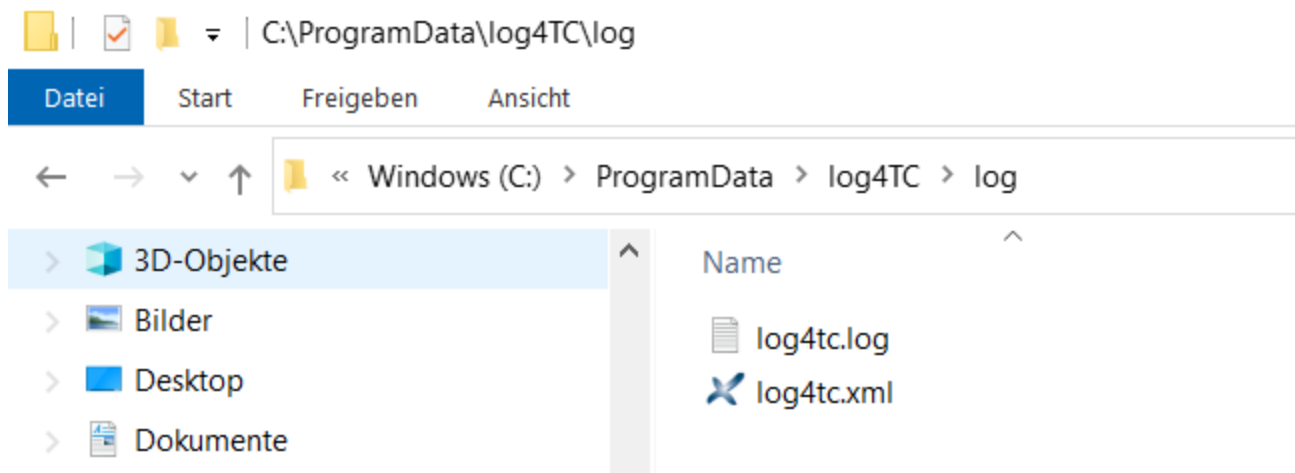 C:\ProgramData\log4TC\log
Datei Start Freigeben Ansicht
« Windows (C:) > ProgramData > log4TC > log
3D-Objekte
Bilder
Desktop
Dokumente
Name
log4tc.log
log4tc.xml